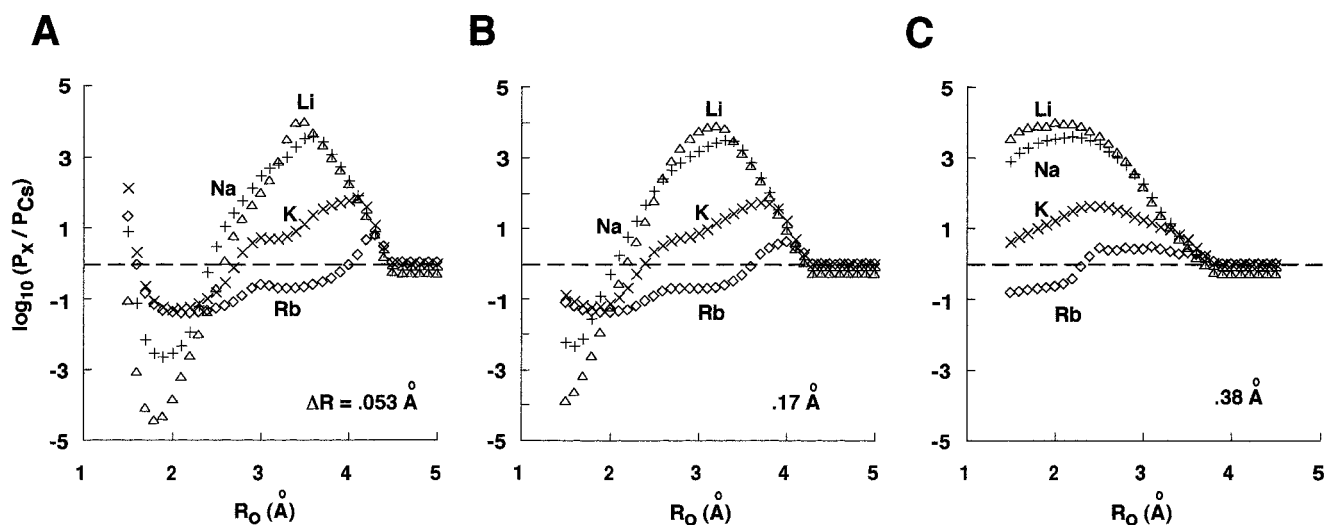 A
B
C
log10 (PX / PCs)
5
3
1
-1
-3
-5
Li
Na
K
Rb
ΔR = .053 Å
1 2 3 4 5
RO (Å)
5
3
1
-1
-3
-5
Li
Na
K
Rb
.17 Å
1 2 3 4 5
RO (Å)
5
3
1
-1
-3
-5
Li
Na
K
Rb
.38 Å
1 2 3 4 5
RO (Å)